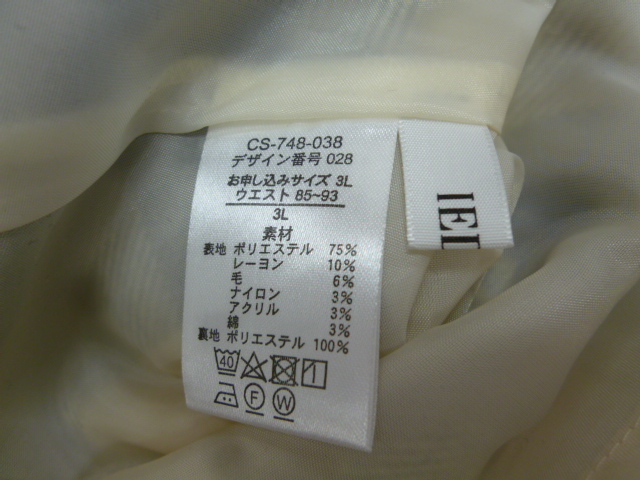 CS-748-038
デザイン番号 028
お申し込みサイズ 3L
ウエスト 85~93
3L
素材
表地 ポリエステル 75%
レーヨン 10%
毛 6%
ナイロン 3%
アクリル 3%
綿 3%
裏地 ポリエステル 100%
40
F W